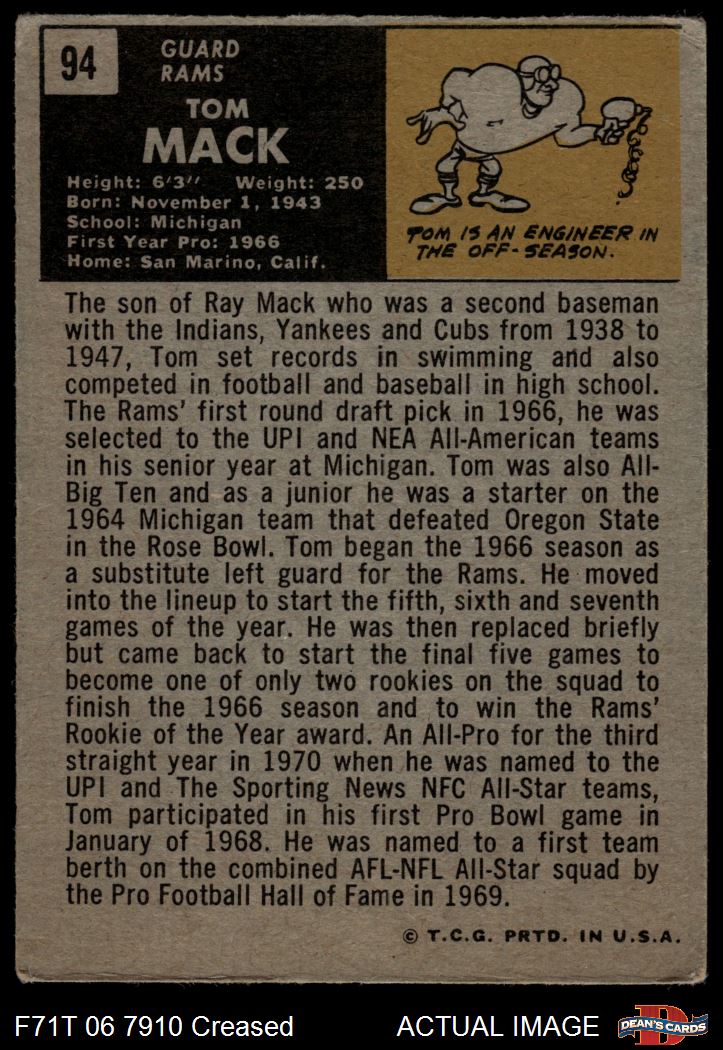 94
GUARD
RAMS
TOM
MACK
Height: 6'3" Weight: 250
Born: November 1, 1943
School: Michigan
First Year Pro: 1966
Home: San Marino, Calif.
TOM IS AN ENGINEER IN
THE OFF-SEASON.
The son of Ray Mack who was a second baseman
with the Indians, Yankees and Cubs from 1938 to
1947, Tom set records in swimming and also
competed in football and baseball in high school.
The Rams' first round draft pick in 1966, he was
selected to the UPI and NEA All-American teams
in his senior year at Michigan. Tom was also All-
Big Ten and as a junior he was a starter on the
1964 Michigan team that defeated Oregon State
in the Rose Bowl. Tom began the 1966 season as
a substitute left guard for the Rams. He moved
into the lineup to start the fifth, sixth and seventh
games of the year. He was then replaced briefly
but came back to start the final five games to
become one of only two rookies on the squad to
finish the 1966 season and to win the Rams'
Rookie of the Year award. An All-Pro for the third
straight year in 1970 when he was named to the
UPI and The Sporting News NFC All-Star teams,
Tom participated in his first Pro Bowl game in
January of 1968. He was named to a first team
berth on the combined AFL-NFL All-Star squad by
the Pro Football Hall of Fame in 1969.
© T.C.G. PRTD. IN U.S.A.
F71T 06 7910 Creased ACTUAL IMAGE
D
DEAN'S CARDS